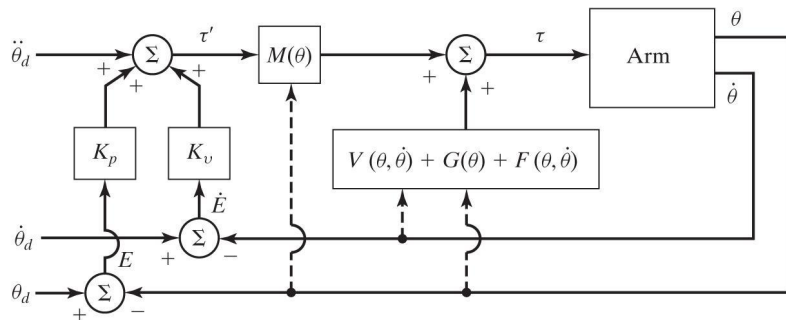 θ̈_d + + + Σ τ′ M(θ) + Σ + τ Arm θ
θ̇
K_p K_υ V (θ, θ̇) + G(θ) + F (θ, θ̇)
Ė
θ̇_d + Σ −
E
θ_d + Σ −